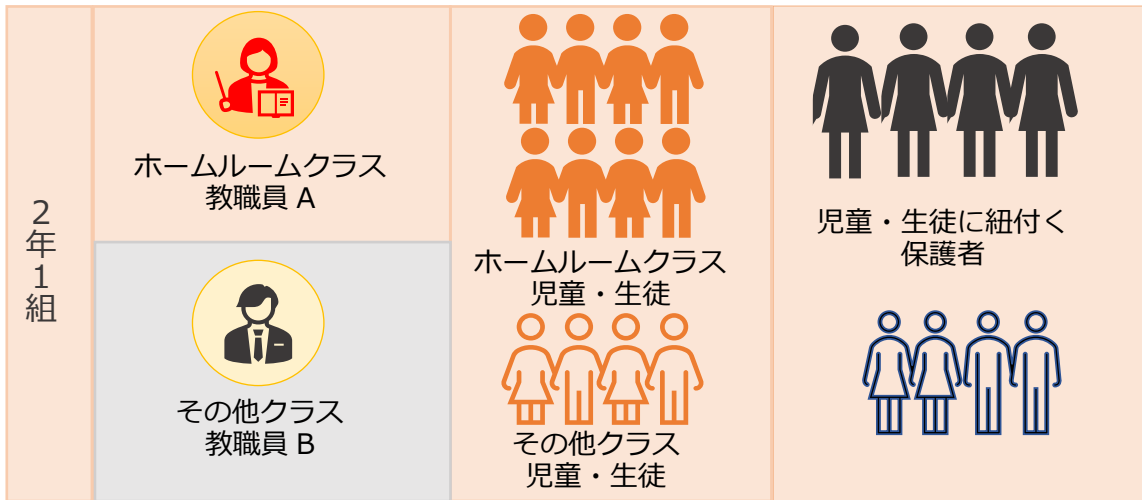 ２年１組
ホームルームクラス
教職員 A
その他クラス
教職員 B
ホームルームクラス
児童・生徒
その他クラス
児童・生徒
児童・生徒に紐付く
保護者